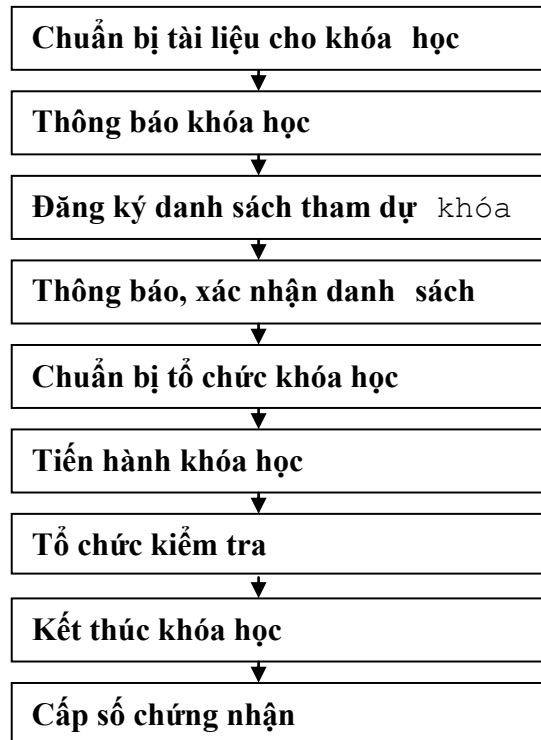 Chuẩn bị tài liệu cho khóa học
Thông báo khóa học
Đăng ký danh sách tham dự khóa
Thông báo, xác nhận danh sách
Chuẩn bị tổ chức khóa học
Tiến hành khóa học
Tổ chức kiểm tra
Kết thúc khóa học
Cấp số chứng nhận